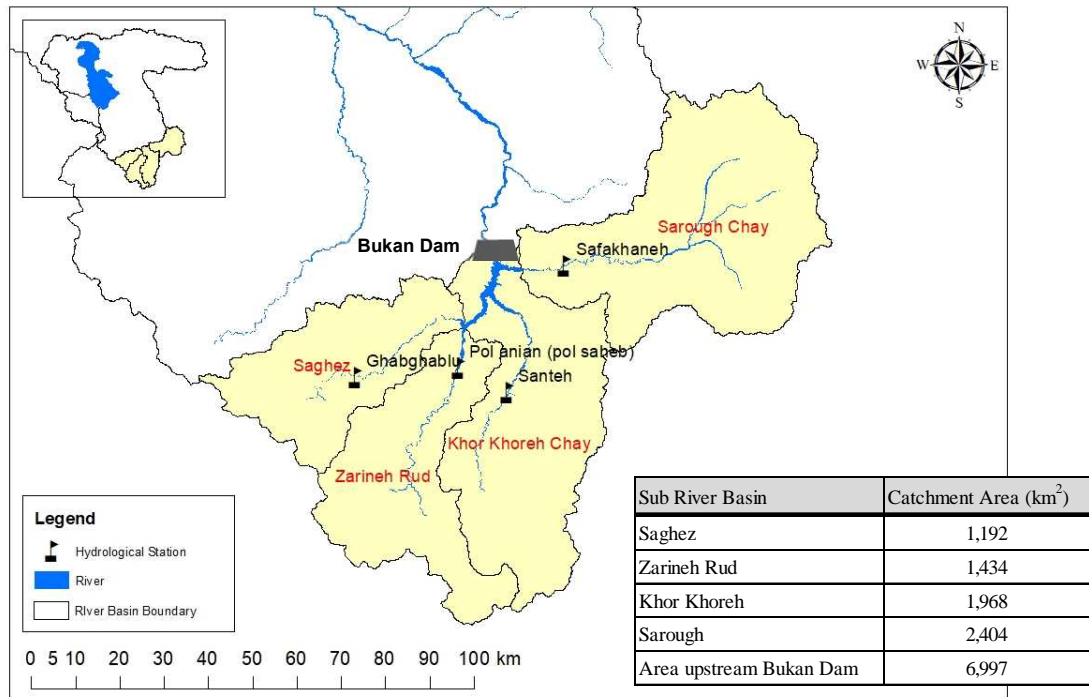 N
W E
S
Sarough Chay
Bukan Dam
Safakhaneh
Pol anian (pol saheb)
Ghabghablu
Saghez
Santeh
Khor Khoreh Chay
Zarineh Rud
Legend
Hydrological Station
River
RIver Basin Boundary
0 5 10 20 30 40 50 60 70 80 90 100 km
Sub River Basin Catchment Area (km²)
Saghez 1,192
Zarineh Rud 1,434
Khor Khoreh 1,968
Sarough 2,404
Area upstream Bukan Dam 6,997